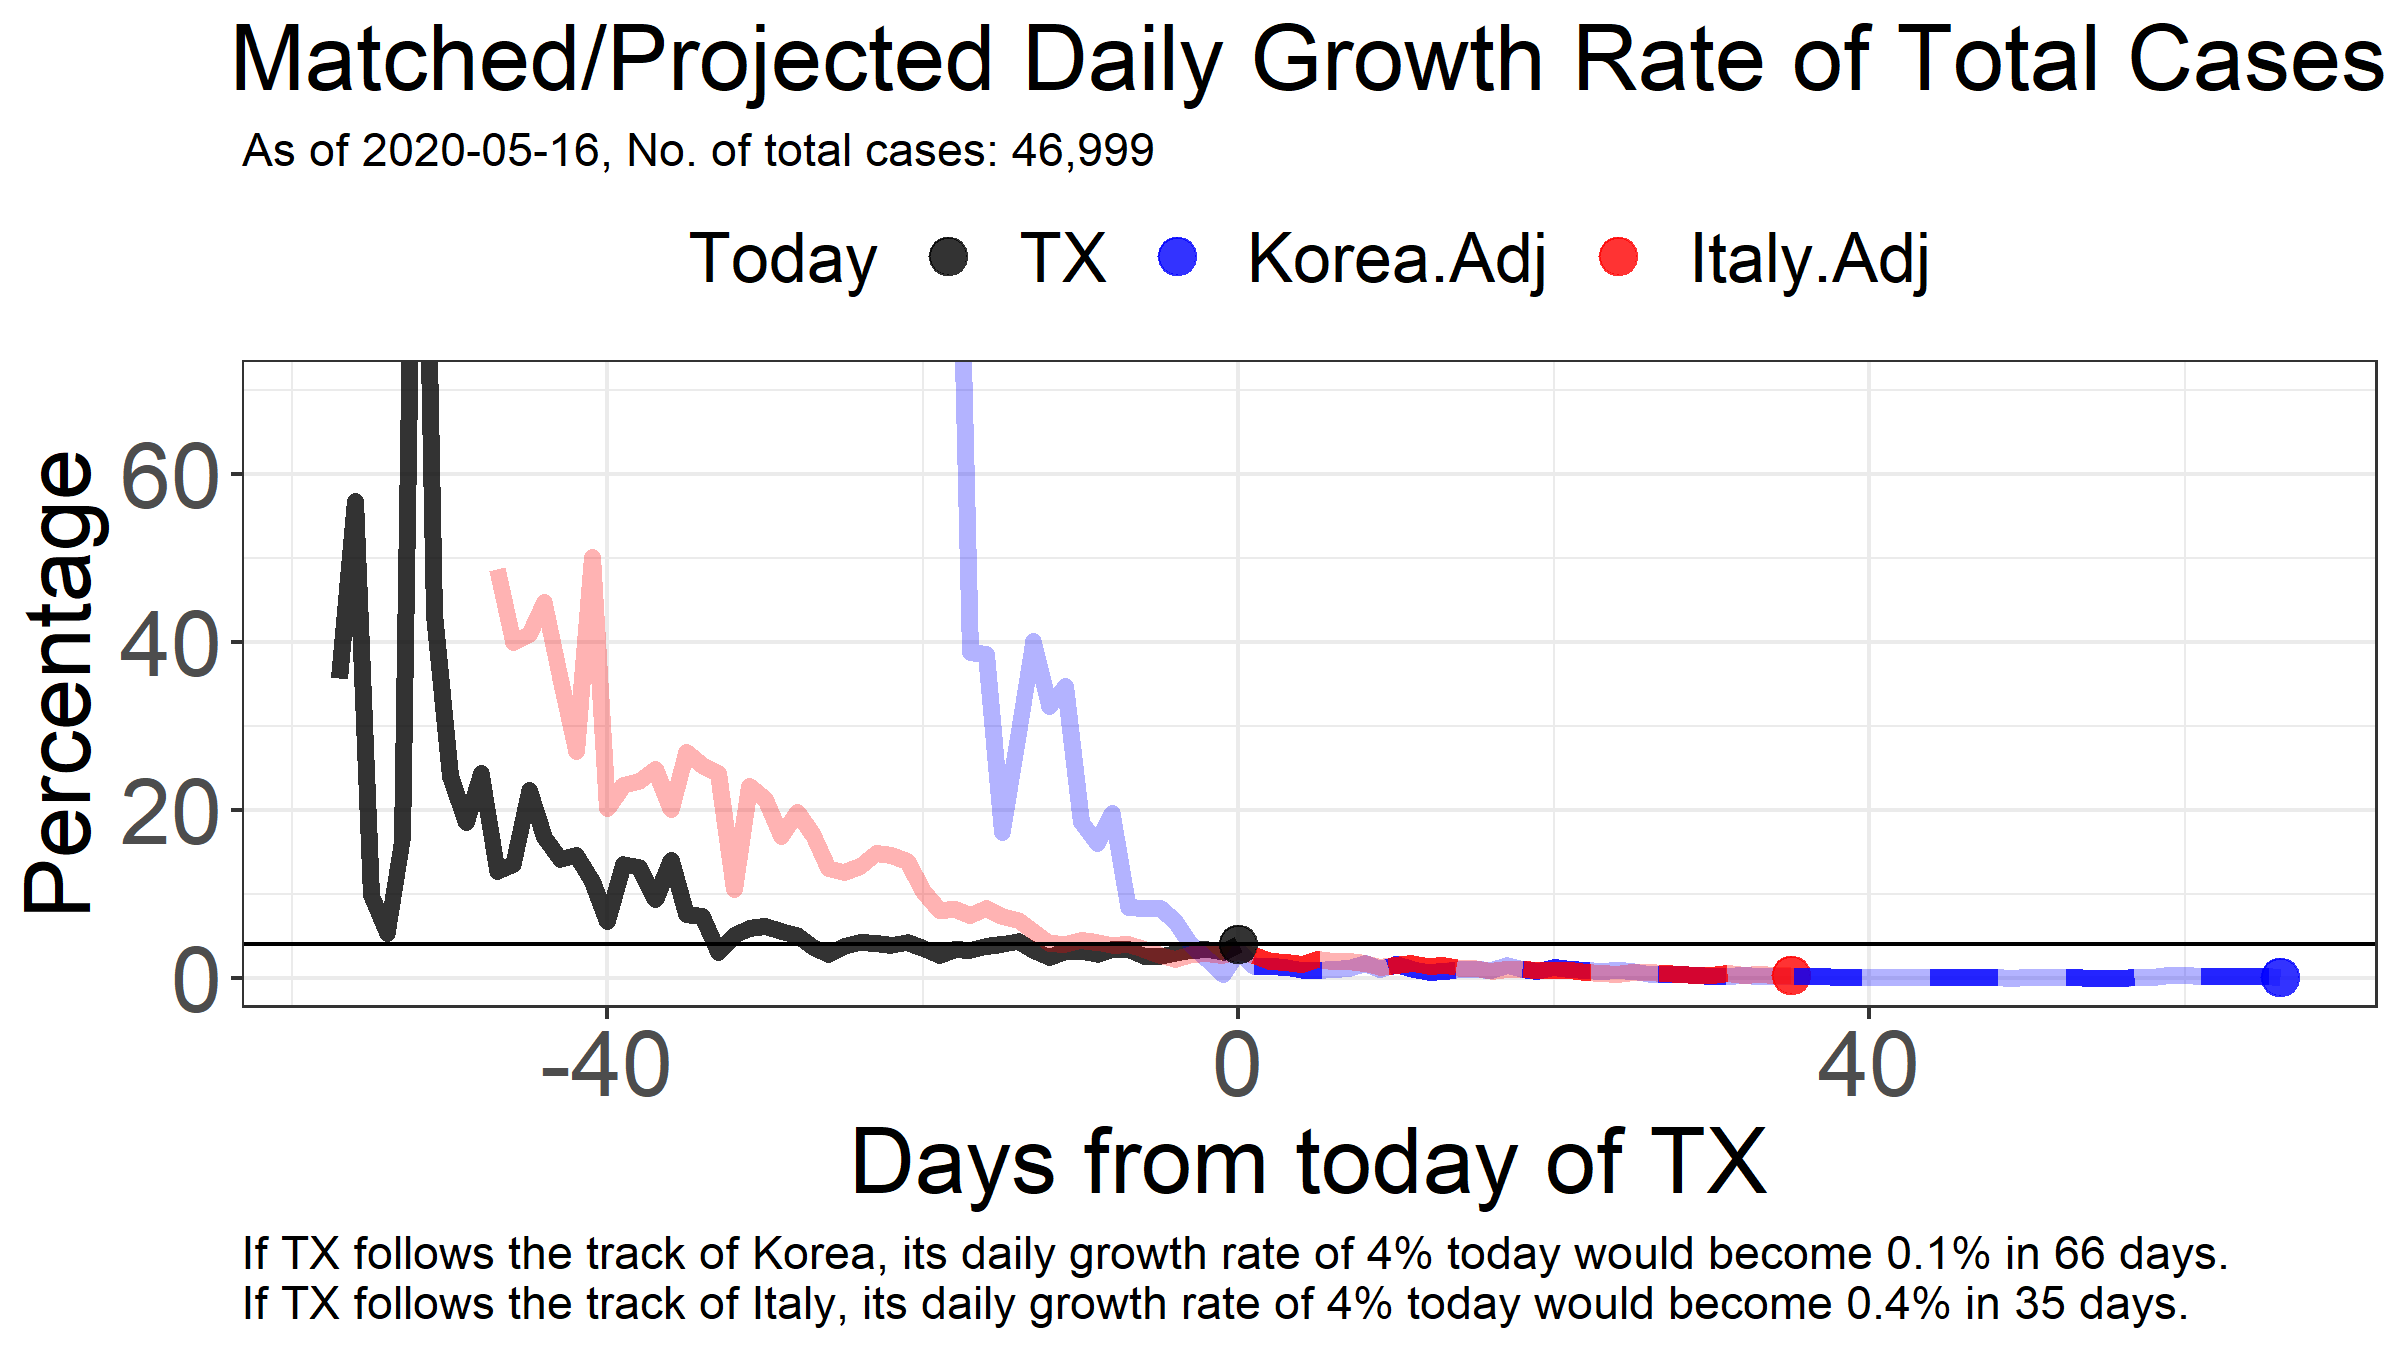 Matched/Projected Daily Growth Rate of Total Cases
As of 2020-05-16, No. of total cases: 46,999
Today TX Korea.Adj Italy.Adj
Percentage
60
40
20
0
-40 0 40
Days from today of TX
If TX follows the track of Korea, its daily growth rate of 4% today would become 0.1% in 66 days.
If TX follows the track of Italy, its daily growth rate of 4% today would become 0.4% in 35 days.